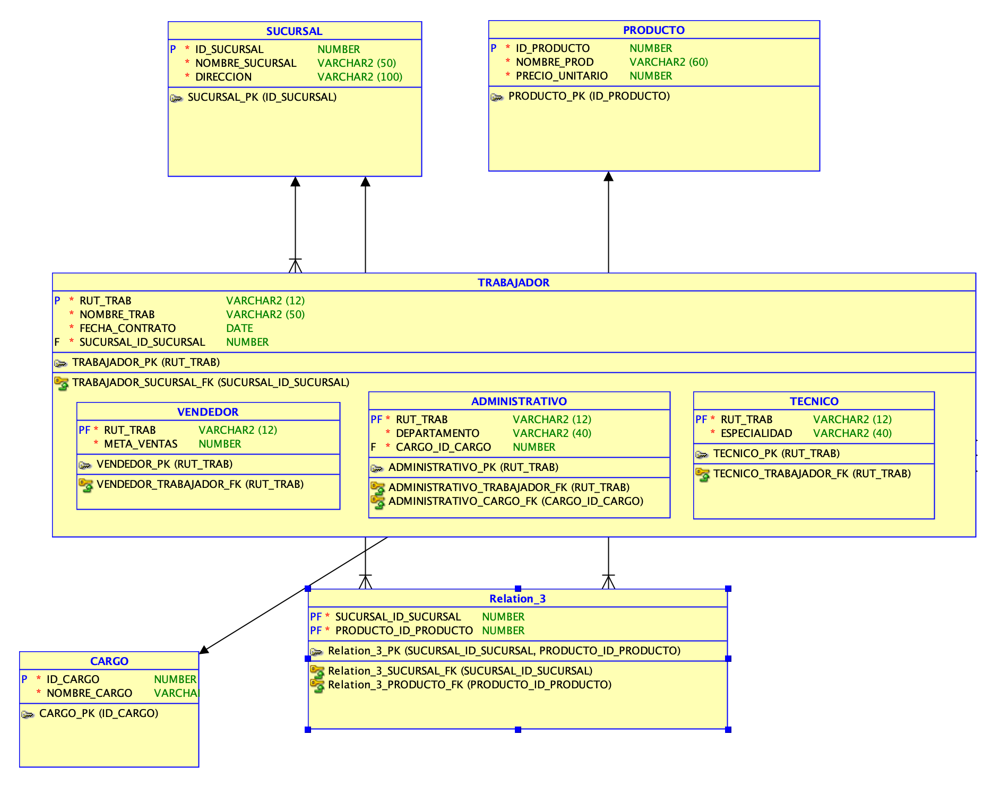 SUCURSAL
P * ID_SUCURSAL NUMBER
* NOMBRE_SUCURSAL VARCHAR2 (50)
* DIRECCION VARCHAR2 (100)
SUCURSAL_PK (ID_SUCURSAL)
PRODUCTO
P * ID_PRODUCTO NUMBER
* NOMBRE_PROD VARCHAR2 (60)
* PRECIO_UNITARIO NUMBER
PRODUCTO_PK (ID_PRODUCTO)
TRABAJADOR
P * RUT_TRAB VARCHAR2 (12)
* NOMBRE_TRAB VARCHAR2 (50)
* FECHA_CONTRATO DATE
F * SUCURSAL_ID_SUCURSAL NUMBER
TRABAJADOR_PK (RUT_TRAB)
TRABAJADOR_SUCURSAL_FK (SUCURSAL_ID_SUCURSAL)
VENDEDOR
PF * RUT_TRAB VARCHAR2 (12)
* META_VENTAS NUMBER
VENDEDOR_PK (RUT_TRAB)
VENDEDOR_TRABAJADOR_FK (RUT_TRAB)
ADMINISTRATIVO
PF * RUT_TRAB VARCHAR2 (12)
* DEPARTAMENTO VARCHAR2 (40)
F * CARGO_ID_CARGO NUMBER
ADMINISTRATIVO_PK (RUT_TRAB)
ADMINISTRATIVO_TRABAJADOR_FK (RUT_TRAB)
ADMINISTRATIVO_CARGO_FK (CARGO_ID_CARGO)
TECNICO
PF * RUT_TRAB VARCHAR2 (12)
* ESPECIALIDAD VARCHAR2 (40)
TECNICO_PK (RUT_TRAB)
TECNICO_TRABAJADOR_FK (RUT_TRAB)
Relation_3
PF * SUCURSAL_ID_SUCURSAL NUMBER
PF * PRODUCTO_ID_PRODUCTO NUMBER
Relation_3_PK (SUCURSAL_ID_SUCURSAL, PRODUCTO_ID_PRODUCTO)
Relation_3_SUCURSAL_FK (SUCURSAL_ID_SUCURSAL)
Relation_3_PRODUCTO_FK (PRODUCTO_ID_PRODUCTO)
CARGO
P * ID_CARGO NUMBER
* NOMBRE_CARGO VARCHA
CARGO_PK (ID_CARGO)